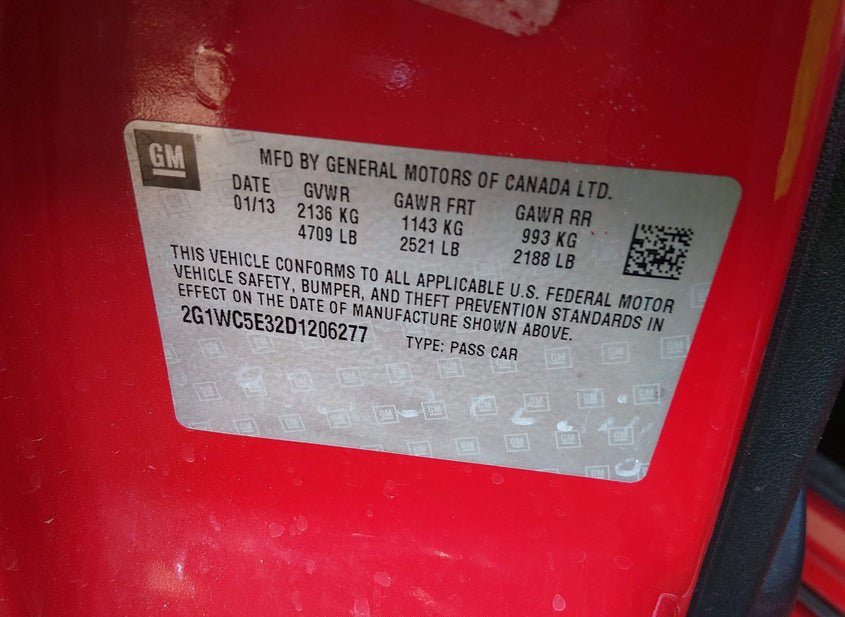 GM
MFD BY GENERAL MOTORS OF CANADA LTD.
DATE GVWR GAWR FRT GAWR RR
01/13 2136 KG 1143 KG 993 KG
4709 LB 2521 LB 2188 LB
THIS VEHICLE CONFORMS TO ALL APPLICABLE U.S. FEDERAL MOTOR
VEHICLE SAFETY, BUMPER, AND THEFT PREVENTION STANDARDS IN
EFFECT ON THE DATE OF MANUFACTURE SHOWN ABOVE.
2G1WC5E32D1206277 TYPE: PASS CAR